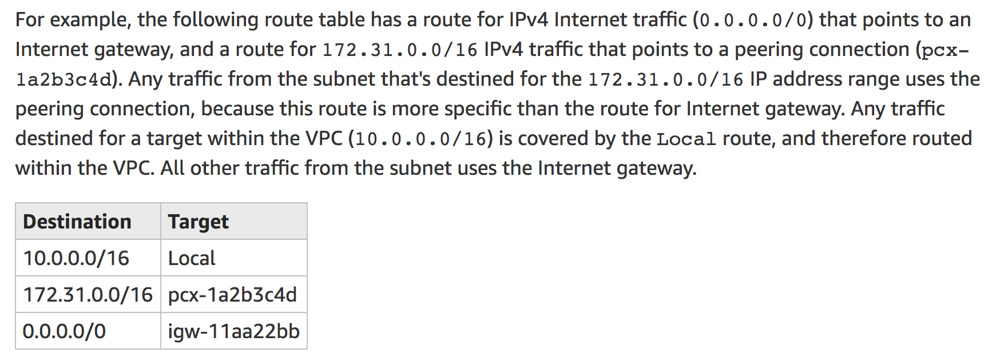 For example, the following route table has a route for IPv4 Internet traffic (0.0.0.0/0) that points to an
Internet gateway, and a route for 172.31.0.0/16 IPv4 traffic that points to a peering connection (pcx-
1a2b3c4d). Any traffic from the subnet that's destined for the 172.31.0.0/16 IP address range uses the
peering connection, because this route is more specific than the route for Internet gateway. Any traffic
destined for a target within the VPC (10.0.0.0/16) is covered by the Local route, and therefore routed
within the VPC. All other traffic from the subnet uses the Internet gateway.
Destination Target
10.0.0.0/16 Local
172.31.0.0/16 pcx-1a2b3c4d
0.0.0.0/0 igw-11aa22bb